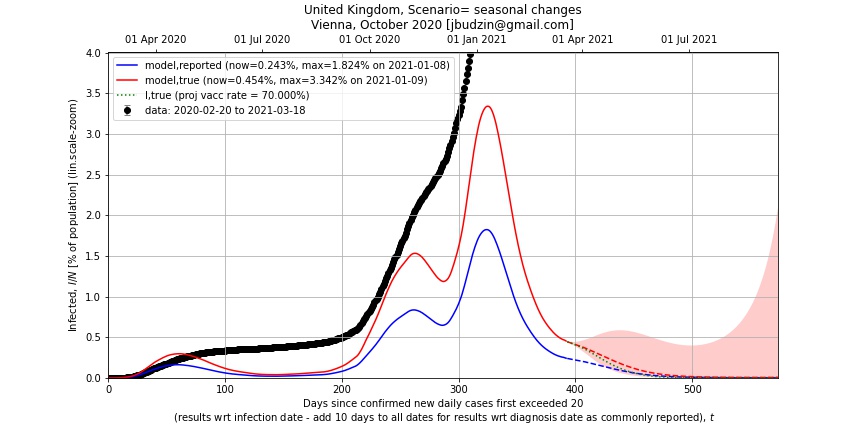 United Kingdom, Scenario= seasonal changes
Vienna, October 2020 [jbudzin@gmail.com]
01 Apr 2020 01 Jul 2020 01 Oct 2020 01 Jan 2021 01 Apr 2021 01 Jul 2021
model,reported (now=0.243%, max=1.824% on 2021-01-08)
model,true (now=0.454%, max=3.342% on 2021-01-09)
I,true (proj vacc rate = 70.000%)
data: 2020-02-20 to 2021-03-18
4.0
3.5
3.0
2.5
2.0
1.5
1.0
0.5
0.0
Infected, I/N [% of population] (lin.scale-zoom)
0 100 200 300 400 500
Days since confirmed new daily cases first exceeded 20
(results wrt infection date - add 10 days to all dates for results wrt diagnosis date as commonly reported), t